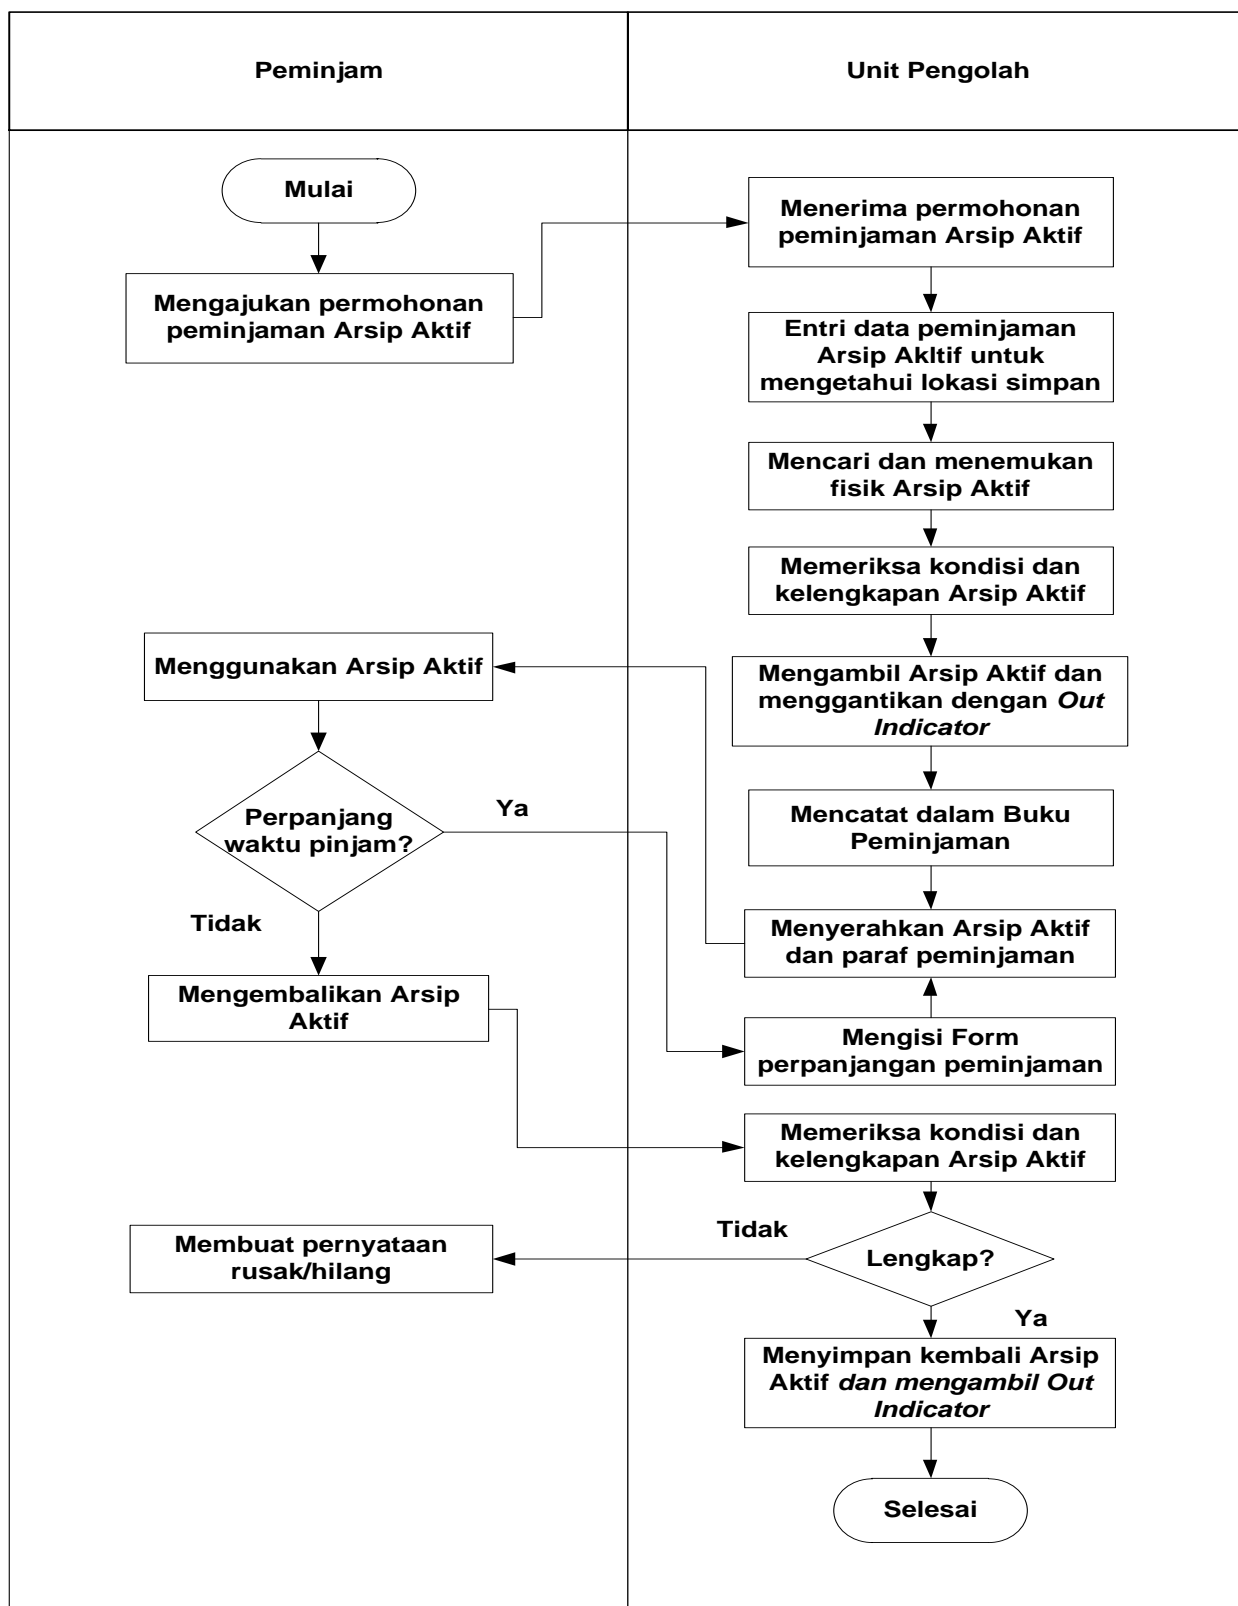 Peminjam
Unit Pengolah
Mulai
Mengajukan permohonan
peminjaman Arsip Aktif
Menerima permohonan
peminjaman Arsip Aktif
Entri data peminjaman
Arsip Akltif untuk
mengetahui lokasi simpan
Mencari dan menemukan
fisik Arsip Aktif
Memeriksa kondisi dan
kelengkapan Arsip Aktif
Mengambil Arsip Aktif dan
menggantikan dengan Out
Indicator
Mencatat dalam Buku
Peminjaman
Menyerahkan Arsip Aktif
dan paraf peminjaman
Menggunakan Arsip Aktif
Perpanjang
waktu pinjam?
Ya
Tidak
Mengembalikan Arsip
Aktif
Mengisi Form
perpanjangan peminjaman
Memeriksa kondisi dan
kelengkapan Arsip Aktif
Lengkap?
Tidak
Membuat pernyataan
rusak/hilang
Ya
Menyimpan kembali Arsip
Aktif dan mengambil Out
Indicator
Selesai